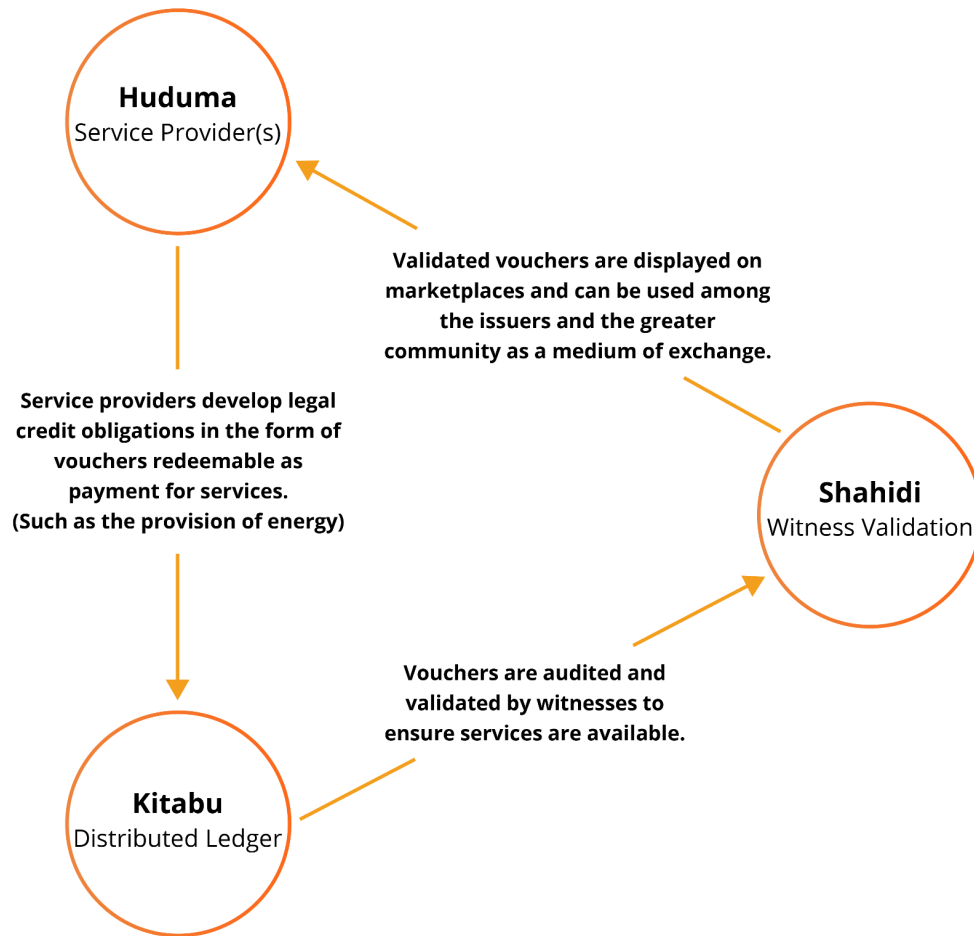 Huduma
Service Provider(s)
Validated vouchers are displayed on
marketplaces and can be used among
the issuers and the greater
community as a medium of exchange.
Service providers develop legal
credit obligations in the form of
vouchers redeemable as
payment for services.
(Such as the provision of energy)
Shahidi
Witness Validation
Vouchers are audited and
validated by witnesses to
ensure services are available.
Kitabu
Distributed Ledger